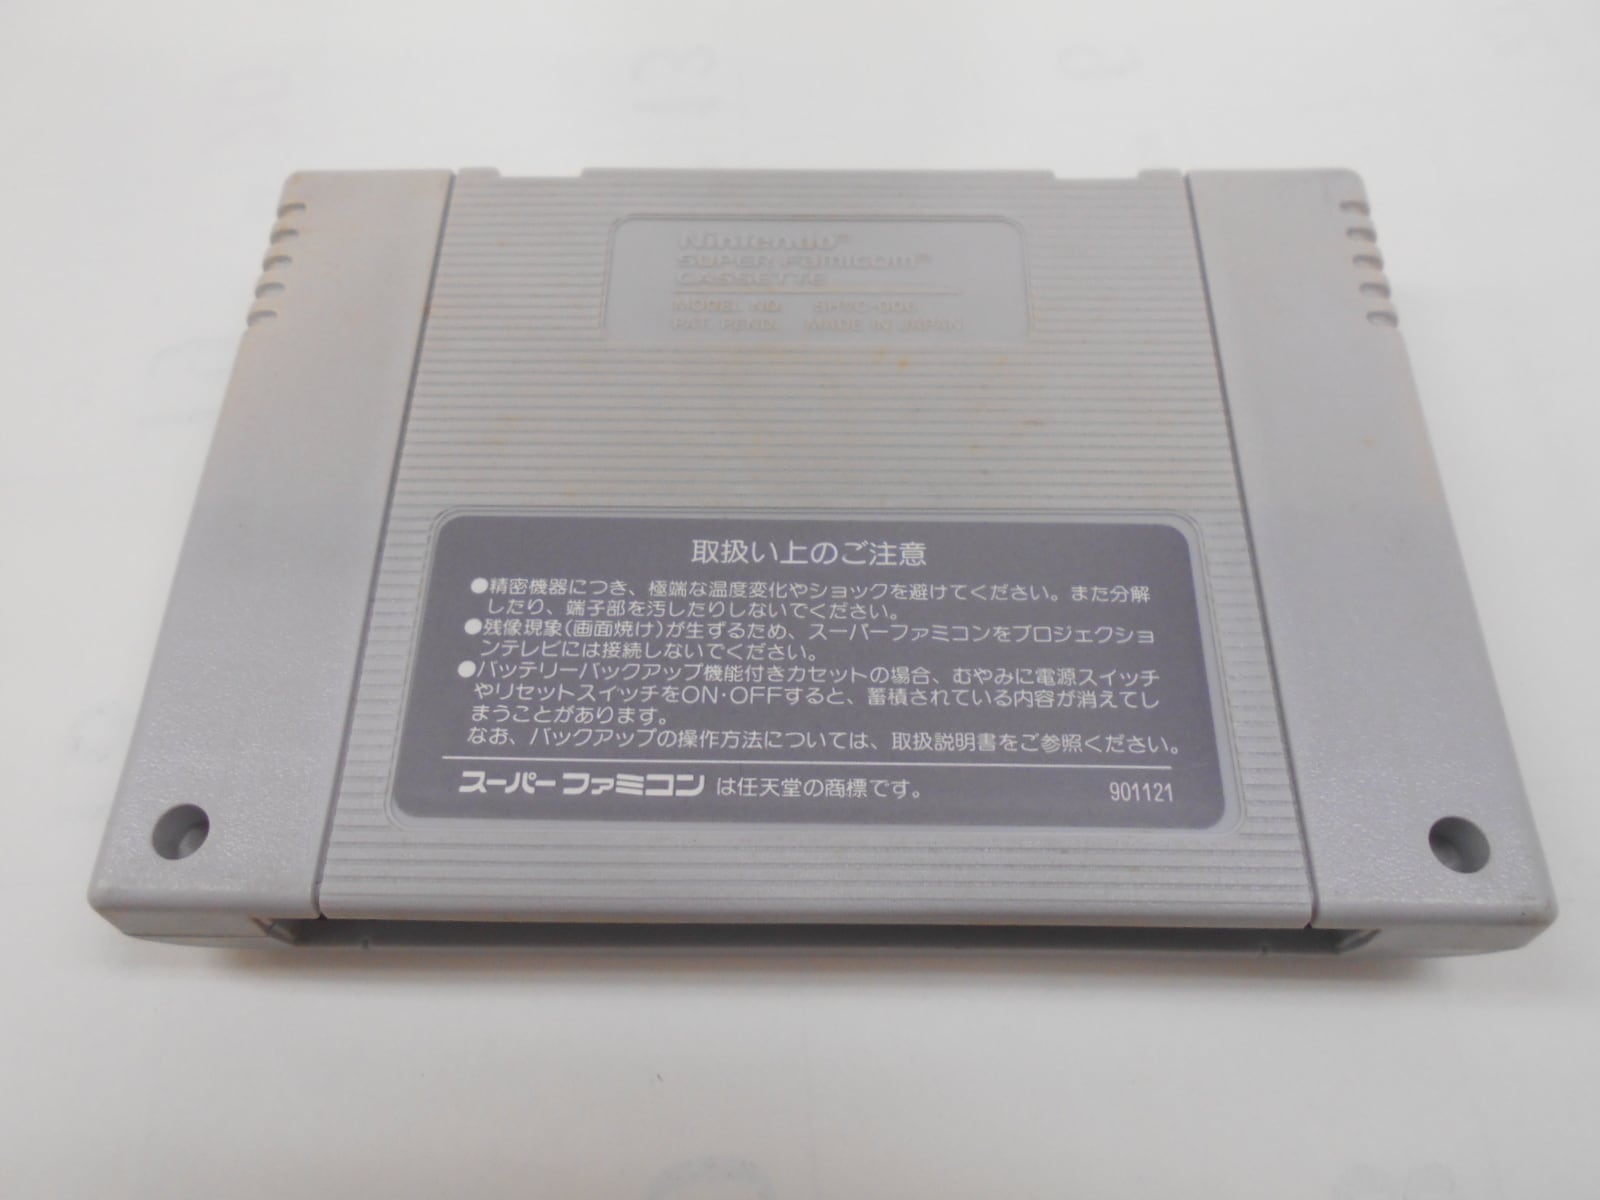 Nintendo®
SUPER Famicom®
CASSETTE
MODEL NO. SHVC-006
PAT. PEND. MADE IN JAPAN
取扱い上のご注意
●精密機器につき、極端な温度変化やショックを避けてください。また分解
したり、端子部を汚したりしないでください。
●残像現象(画面焼け)が生ずるため、スーパーファミコンをプロジェクショ
ンテレビには接続しないでください。
●バッテリーバックアップ機能付きカセットの場合、むやみに電源スイッチ
やリセットスイッチをON・OFFすると、蓄積されている内容が消えてし
まうことがあります。
なお、バックアップの操作方法については、取扱説明書をご参照ください。
スーパーファミコン は任天堂の商標です。 901121